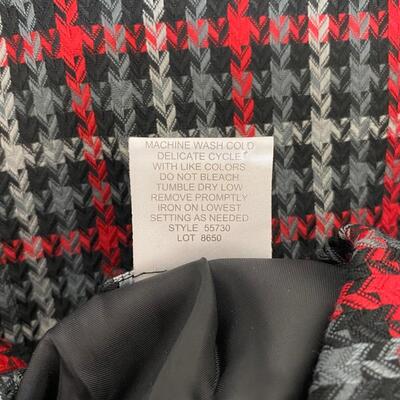 MACHINE WASH COLD
DELICATE CYCLE
WITH LIKE COLORS
DO NOT BLEACH
TUMBLE DRY LOW
REMOVE PROMPTLY
IRON ON LOWEST
SETTING AS NEEDED
STYLE 55730
LOT 8650